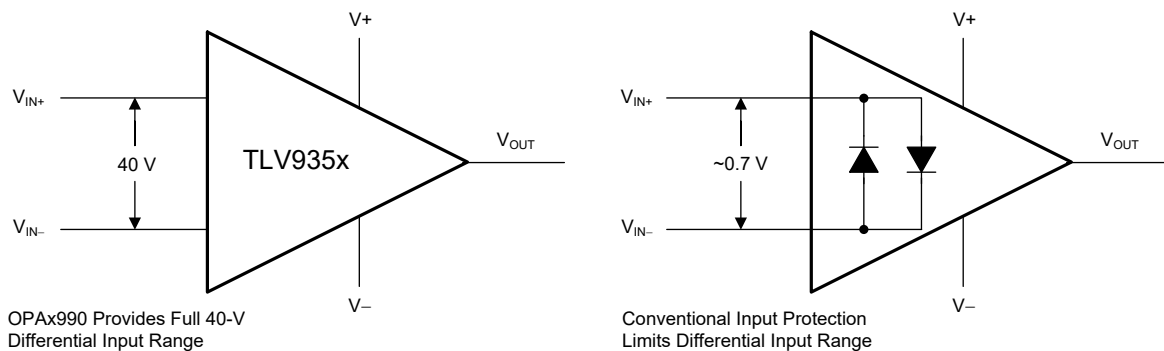 V+
VIN+
40 V
TLV935x
VOUT
VIN–
V–
OPAx990 Provides Full 40-V
Differential Input Range
V+
VIN+
~0.7 V
VOUT
VIN–
V–
Conventional Input Protection
Limits Differential Input Range